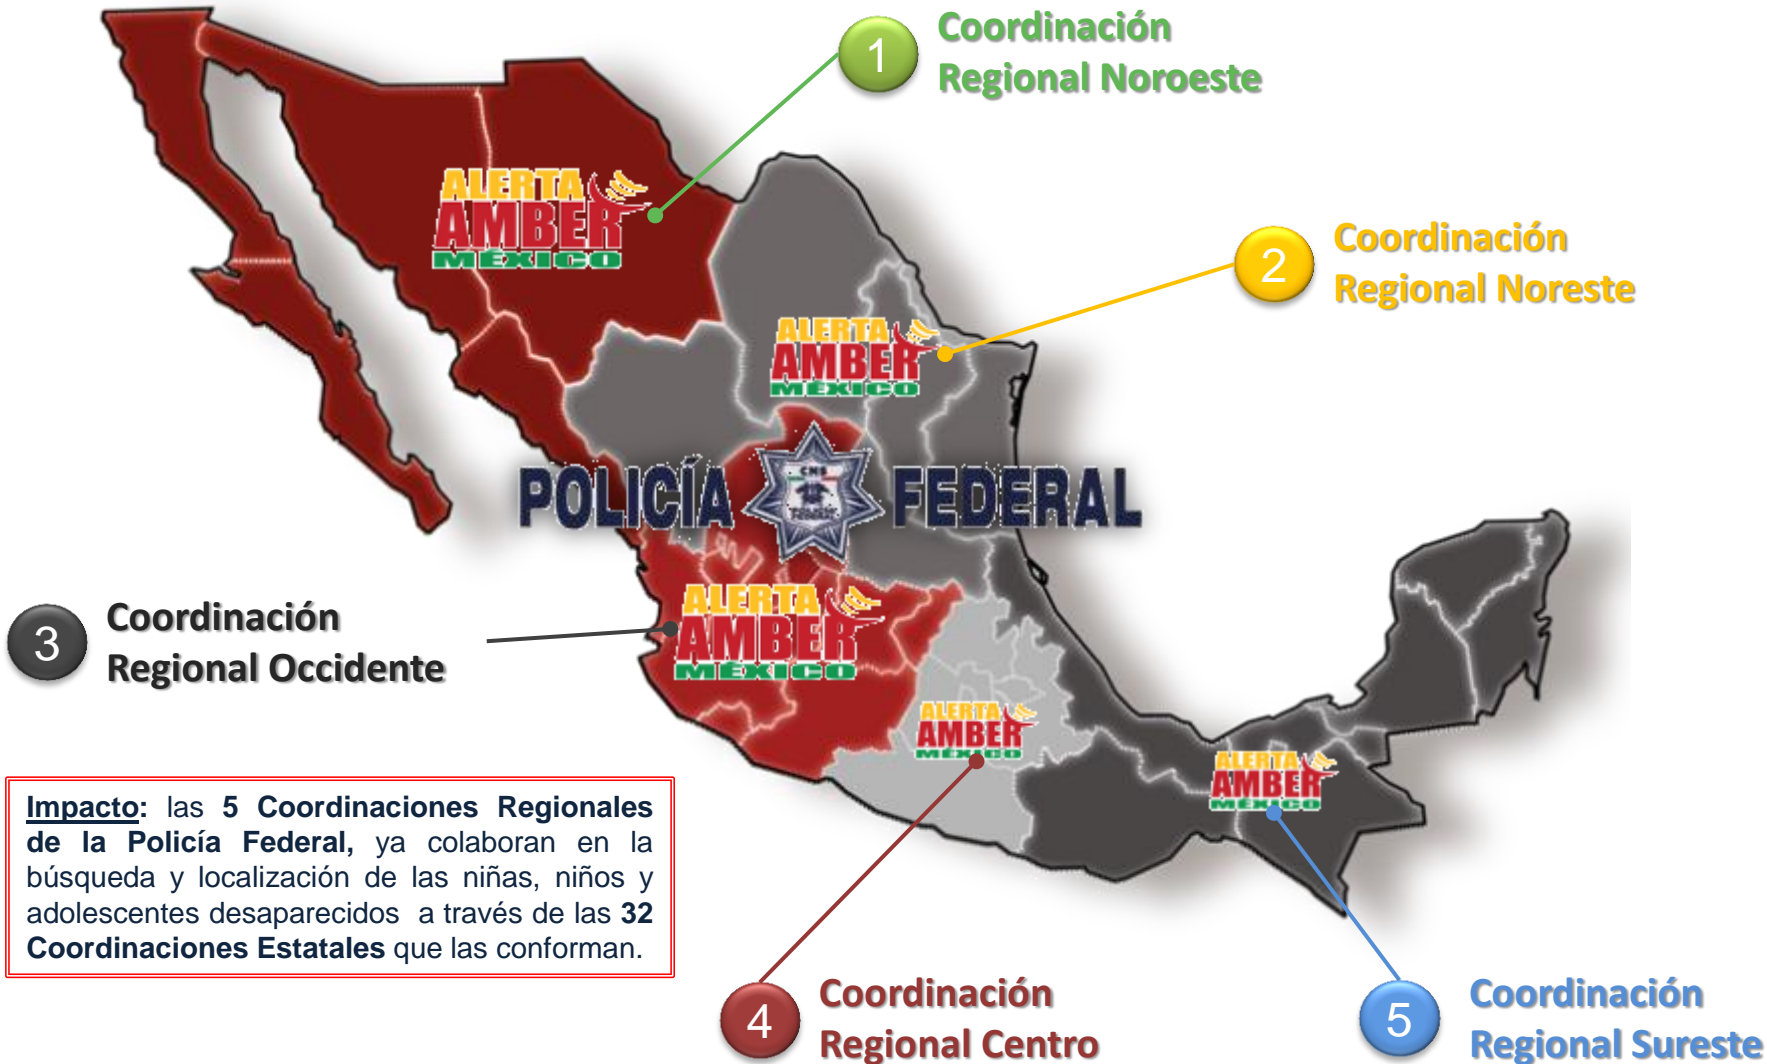 1
Coordinación
Regional Noroeste
ALERTA
AMBER
MÉXICO
2
Coordinación
Regional Noreste
ALERTA
AMBER
MÉXICO
POLICÍA FEDERAL
CNS
3
Coordinación
Regional Occidente
ALERTA
AMBER
MÉXICO
ALERTA
AMBER
MÉXICO
ALERTA
AMBER
MÉXICO
Impacto: las 5 Coordinaciones Regionales
de la Policía Federal, ya colaboran en la
búsqueda y localización de las niñas, niños y
adolescentes desaparecidos a través de las 32
Coordinaciones Estatales que las conforman.
4
Coordinación
Regional Centro
5
Coordinación
Regional Sureste